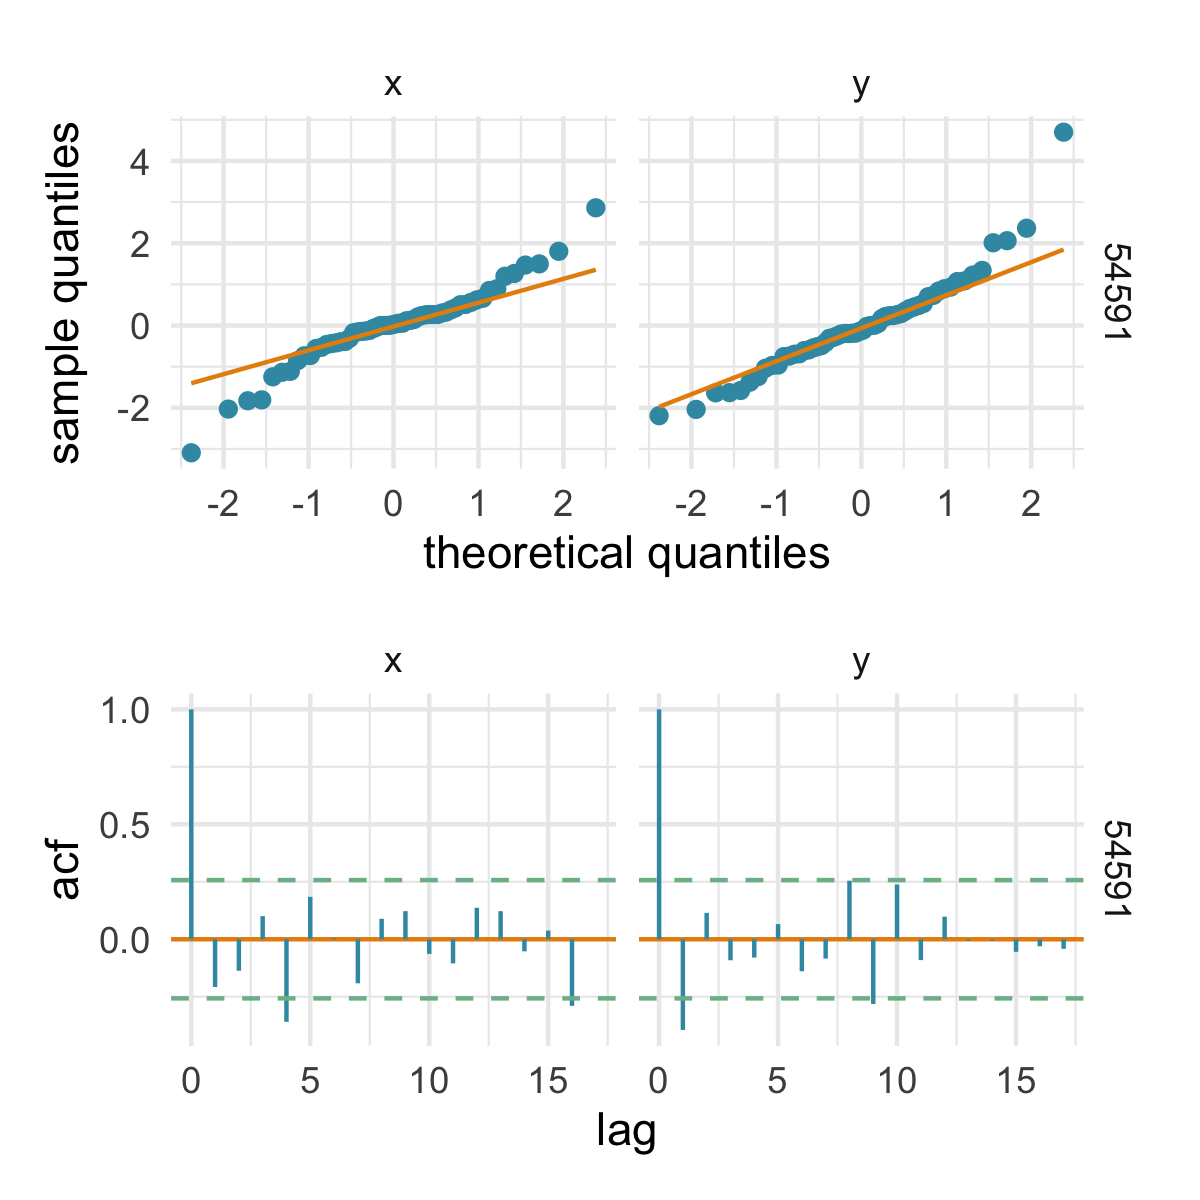 x y
sample quantiles
4
2
0
-2
54591
-2 -1 0 1 2 -2 -1 0 1 2
theoretical quantiles
x y
acf
1.0
0.5
0.0
54591
0 5 10 15 0 5 10 15
lag